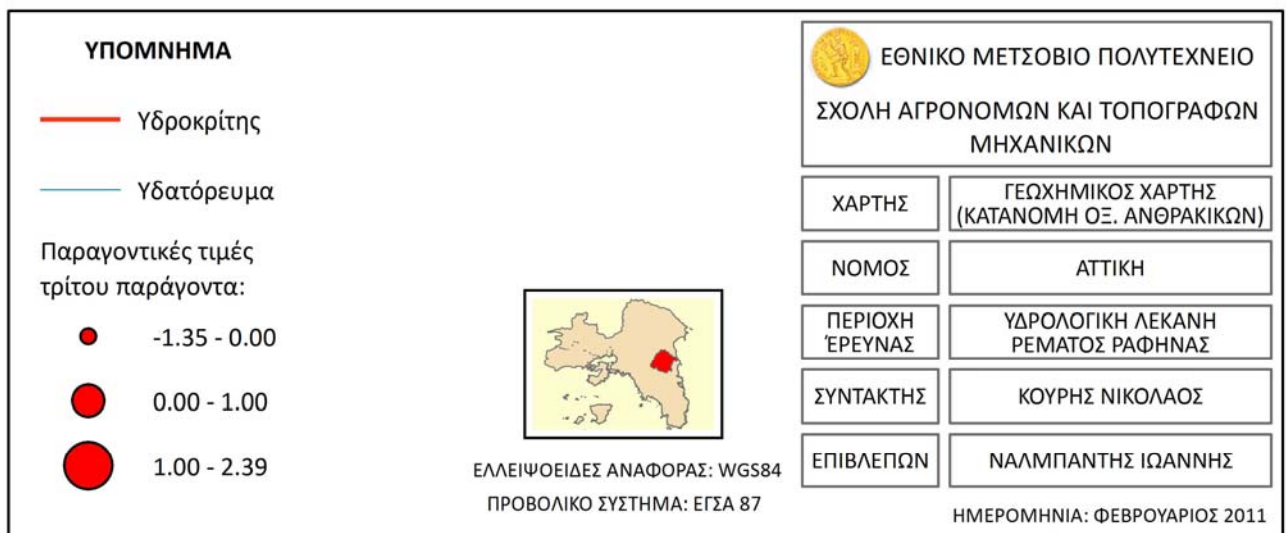 ΥΠΟΜΝΗΜΑ
Υδροκρίτης
Υδατόρευμα
Παραγοντικές τιμές
τρίτου παράγοντα:
-1.35 - 0.00
0.00 - 1.00
1.00 - 2.39
ΕΛΛΕΙΨΟΕΙΔΕΣ ΑΝΑΦΟΡΑΣ: WGS84
ΠΡΟΒΟΛΙΚΟ ΣΥΣΤΗΜΑ: ΕΓΣΑ 87
ΕΘΝΙΚΟ ΜΕΤΣΟΒΙΟ ΠΟΛΥΤΕΧΝΕΙΟ
ΣΧΟΛΗ ΑΓΡΟΝΟΜΩΝ ΚΑΙ ΤΟΠΟΓΡΑΦΩΝ
ΜΗΧΑΝΙΚΩΝ
ΧΑΡΤΗΣ
ΓΕΩΧΗΜΙΚΟΣ ΧΑΡΤΗΣ
(ΚΑΤΑΝΟΜΗ ΟΞ. ΑΝΘΡΑΚΙΚΩΝ)
ΝΟΜΟΣ
ΑΤΤΙΚΗ
ΠΕΡΙΟΧΗ
ΈΡΕΥΝΑΣ
ΥΔΡΟΛΟΓΙΚΗ ΛΕΚΑΝΗ
ΡΕΜΑΤΟΣ ΡΑΦΗΝΑΣ
ΣΥΝΤΑΚΤΗΣ
ΚΟΥΡΗΣ ΝΙΚΟΛΑΟΣ
ΕΠΙΒΛΕΠΩΝ
ΝΑΛΜΠΑΝΤΗΣ ΙΩΑΝΝΗΣ
ΗΜΕΡΟΜΗΝΙΑ: ΦΕΒΡΟΥΑΡΙΟΣ 2011